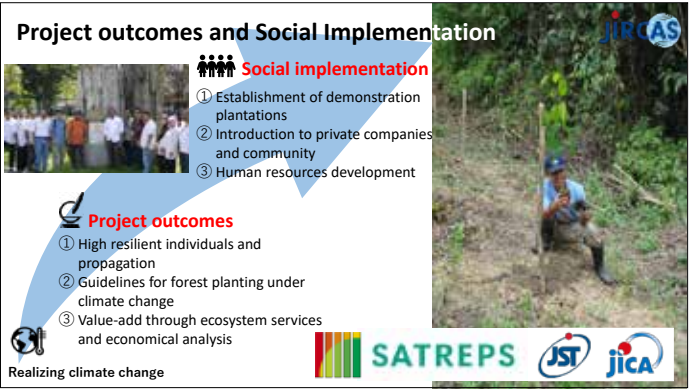 Project outcomes and Social Implementation
JIRCAS
Social implementation
① Establishment of demonstration
plantations
② Introduction to private companies
and community
③ Human resources development
Project outcomes
① High resilient individuals and
propagation
② Guidelines for forest planting under
climate change
③ Value-add through ecosystem services
and economical analysis
Realizing climate change
SATREPS
JST
jICA